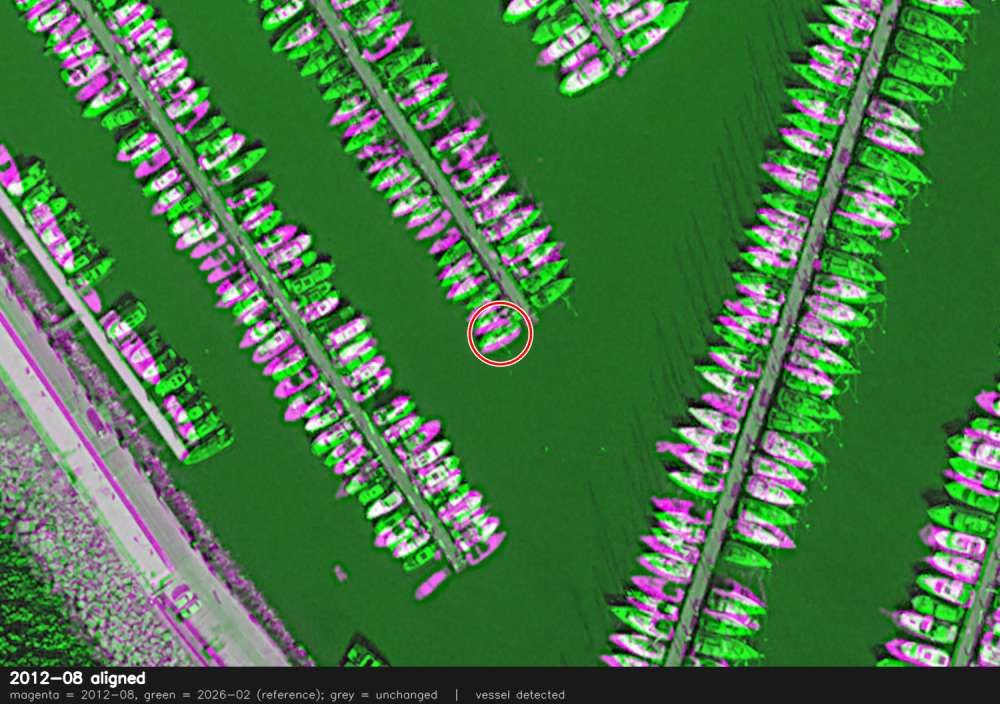 2012-08 aligned
magenta = 2012-08, green = 2026-02 (reference); grey = unchanged | vessel detected